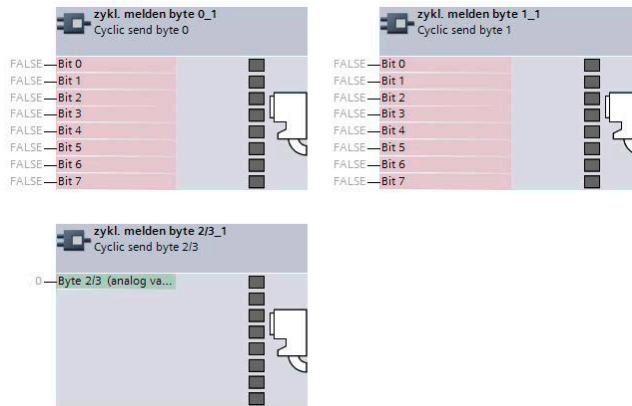 zykl. melden byte 0_1
Cyclic send byte 0
FALSE Bit 0
FALSE Bit 1
FALSE Bit 2
FALSE Bit 3
FALSE Bit 4
FALSE Bit 5
FALSE Bit 6
FALSE Bit 7
zykl. melden byte 1_1
Cyclic send byte 1
FALSE Bit 0
FALSE Bit 1
FALSE Bit 2
FALSE Bit 3
FALSE Bit 4
FALSE Bit 5
FALSE Bit 6
FALSE Bit 7
zykl. melden byte 2/3_1
Cyclic send byte 2/3
0 Byte 2/3 (analog va...